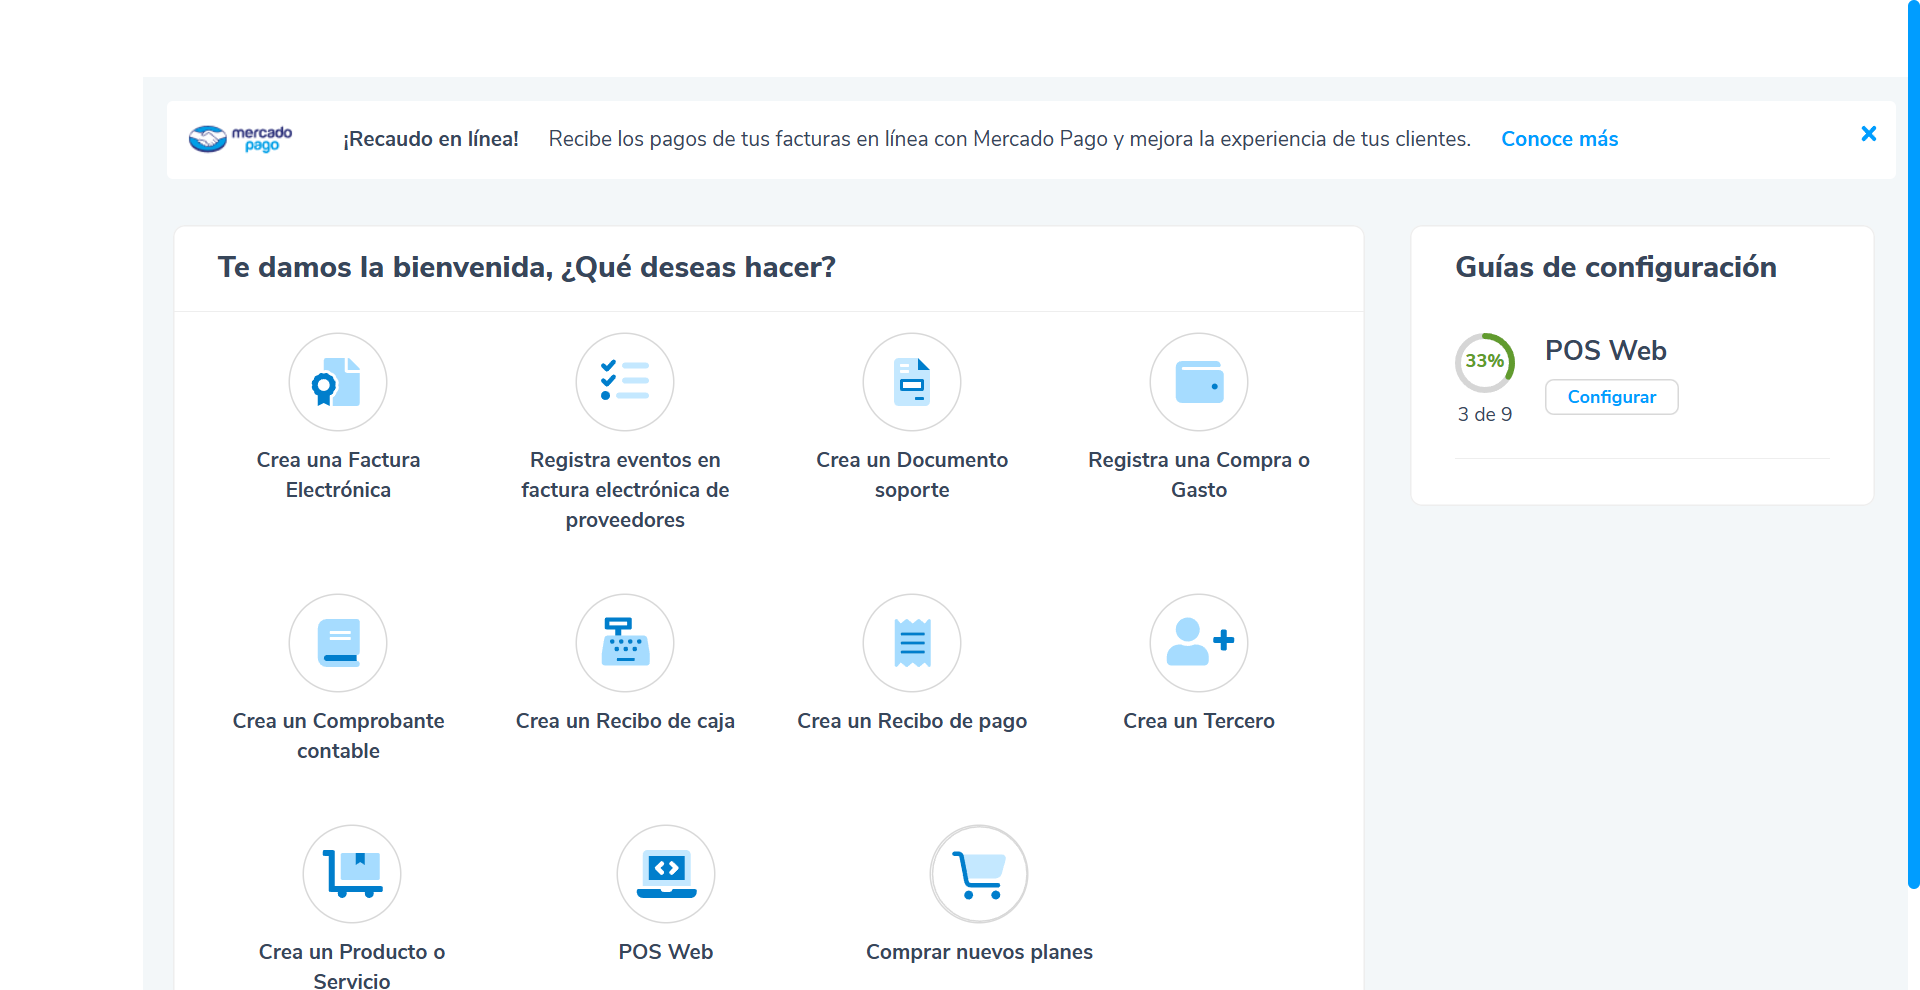 mercado
pago
¡Recaudo en línea! Recibe los pagos de tus facturas en línea con Mercado Pago y mejora la experiencia de tus clientes. Conoce más
Te damos la bienvenida, ¿Qué deseas hacer?
Crea una Factura
Electrónica
Registra eventos en
factura electrónica de
proveedores
Crea un Documento
soporte
Registra una Compra o
Gasto
Crea un Comprobante
contable
Crea un Recibo de caja
Crea un Recibo de pago
Crea un Tercero
Crea un Producto o
Servicio
POS Web
Comprar nuevos planes
Guías de configuración
33%
3 de 9
POS Web
Configurar